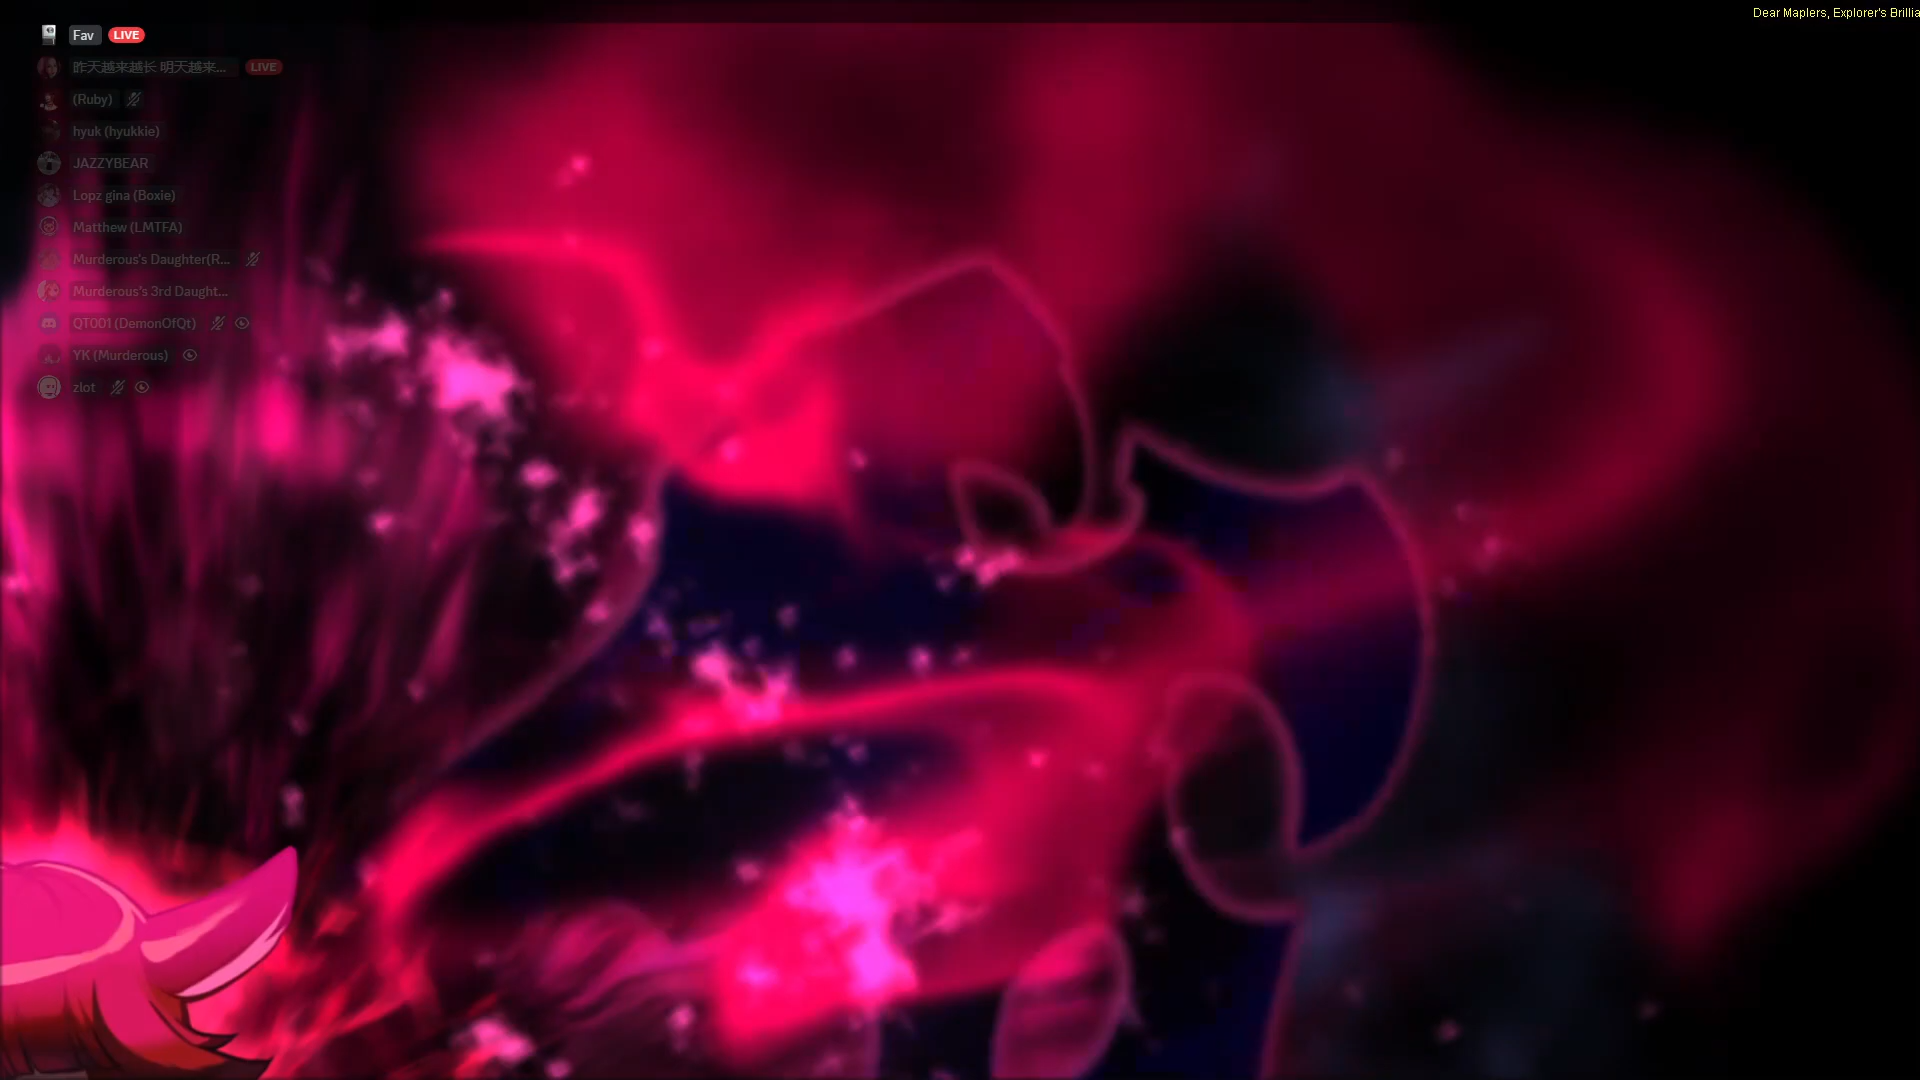 Dear Maplers, Explorer's Brillia
Fav LIVE
昨天越来越长 明天越来... LIVE
(Ruby)
hyuk (hyukkie)
JAZZYBEAR
Lopz gina (Boxie)
Matthew (LMTFA)
Murderous's Daughter(R...
Murderous's 3rd Daught...
QT001 (DemonOfQt)
YK (Murderous)
zlot